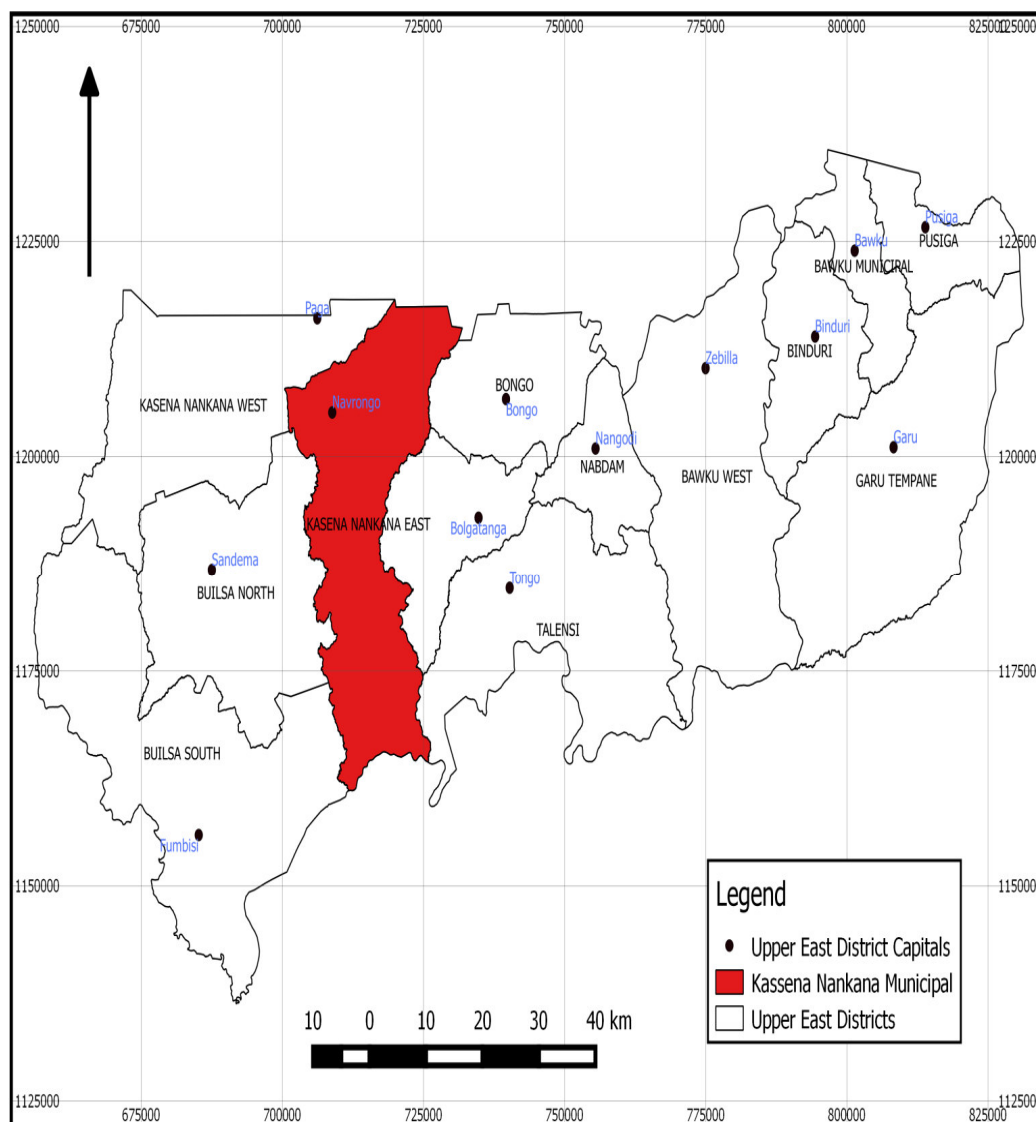 1250000
675000
700000
725000
750000
775000
800000
825000
125000
1225000
1225000
Pusiga
PUSIGA
Bawku
BAWKU MUNICIRAL
Paga
Binduri
BINDURI
Zebilla
KASENA NANKANA WEST
Navrongo
BONGO
Bongo
Nangodi
NABDAM
Garu
GARU TEMPANE
1200000
1200000
BAWKU WEST
KASENA NANKANA EAST
Bolgatanga
Sandema
BUILSA NORTH
Tongo
TALENSI
1175000
1175000
BUILSA SOUTH
Fumbisi
1150000
1150000
Legend
Upper East District Capitals
Kassena Nankana Municipal
Upper East Districts
10 0 10 20 30 40 km
1125000
1125000
675000
700000
725000
750000
775000
800000
825000